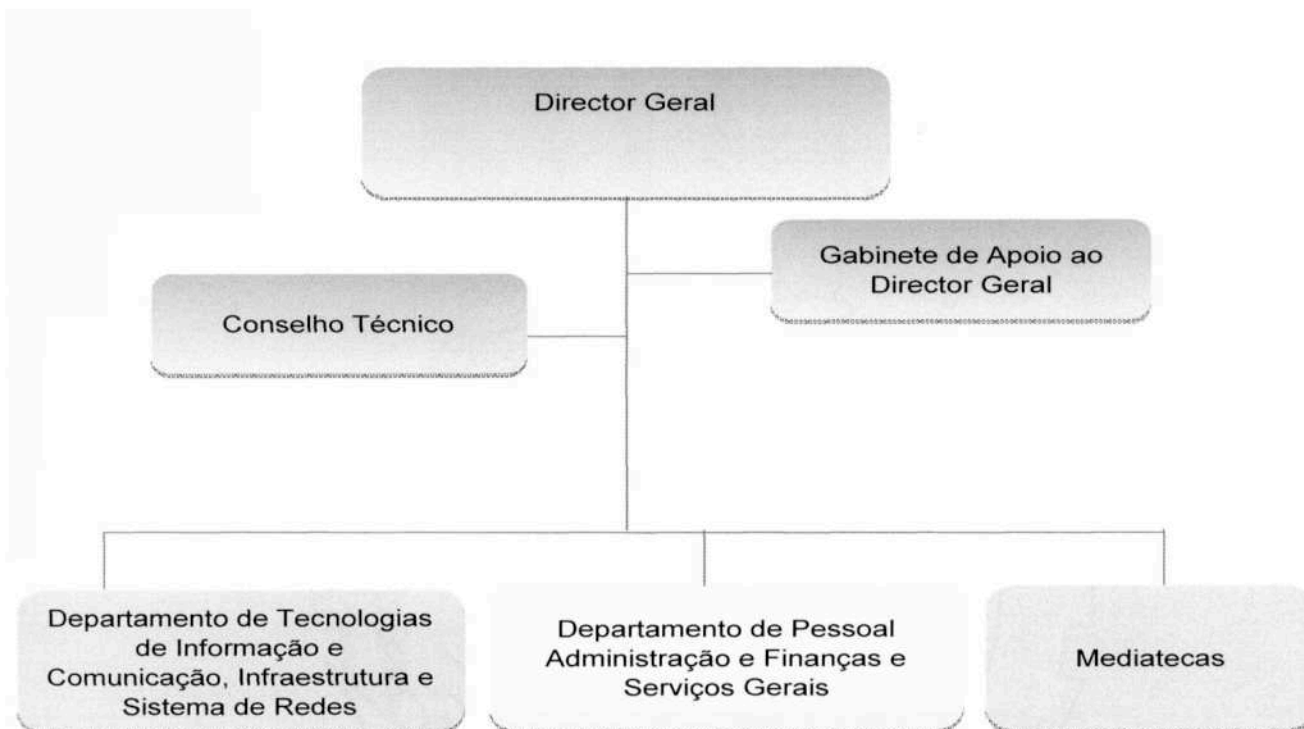 Director Geral
Gabinete de Apoio ao
Director Geral
Conselho Técnico
Departamento de Tecnologias
de Informação e
Comunicação, Infraestrutura e
Sistema de Redes
Departamento de Pessoal
Administração e Finanças e
Serviços Gerais
Mediatecas